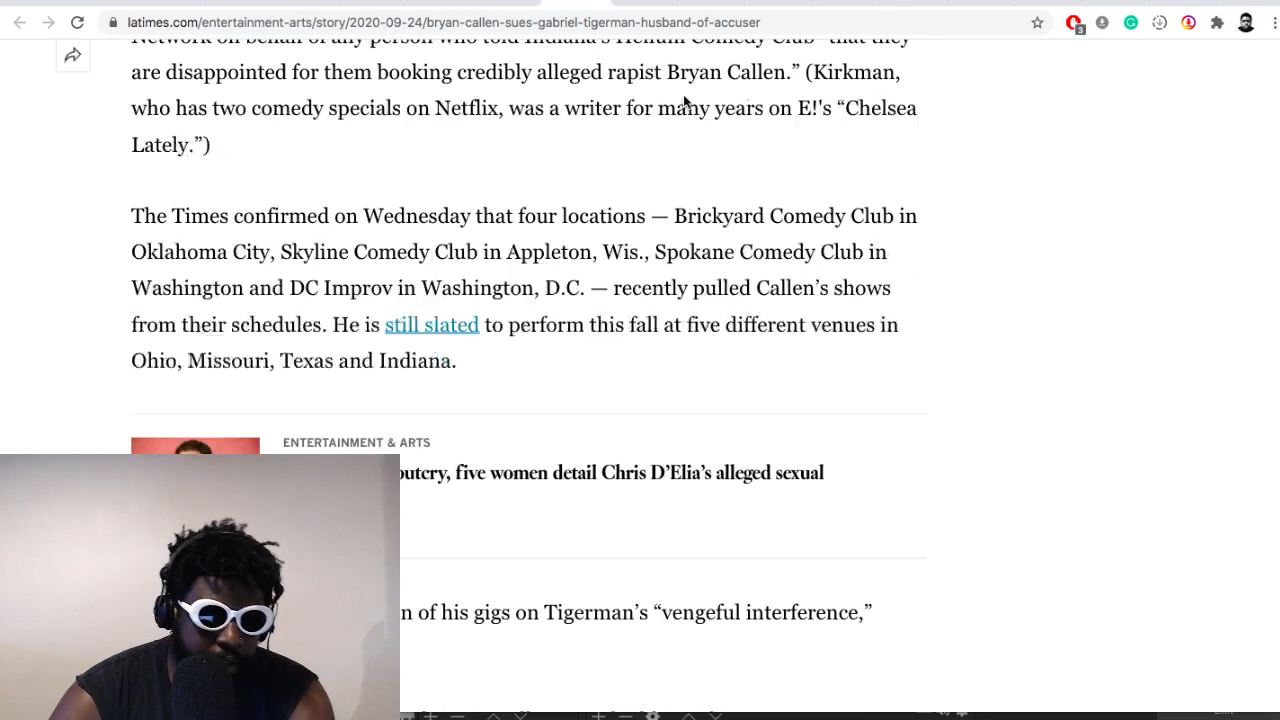 latimes.com/entertainment-arts/story/2020-09-24/bryan-callen-sues-gabriel-tigerman-husband-of-accuser
3
Network on behalf of any person who told Indiana's Helium Comedy Club “that they
are disappointed for them booking credibly alleged rapist Bryan Callen.” (Kirkman,
who has two comedy specials on Netflix, was a writer for many years on E!'s “Chelsea
Lately.”)
The Times confirmed on Wednesday that four locations — Brickyard Comedy Club in
Oklahoma City, Skyline Comedy Club in Appleton, Wis., Spokane Comedy Club in
Washington and DC Improv in Washington, D.C. — recently pulled Callen’s shows
from their schedules. He is still slated to perform this fall at five different venues in
Ohio, Missouri, Texas and Indiana.
ENTERTAINMENT & ARTS
outcry, five women detail Chris D’Elia’s alleged sexual
n of his gigs on Tigerman’s “vengeful interference,”